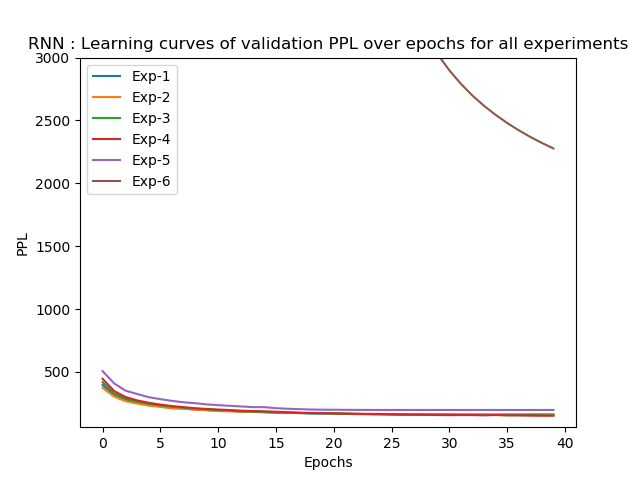 RNN : Learning curves of validation PPL over epochs for all experiments
3000
2500
2000
1500
1000
500
PPL
Exp-1
Exp-2
Exp-3
Exp-4
Exp-5
Exp-6
0 5 10 15 20 25 30 35 40
Epochs